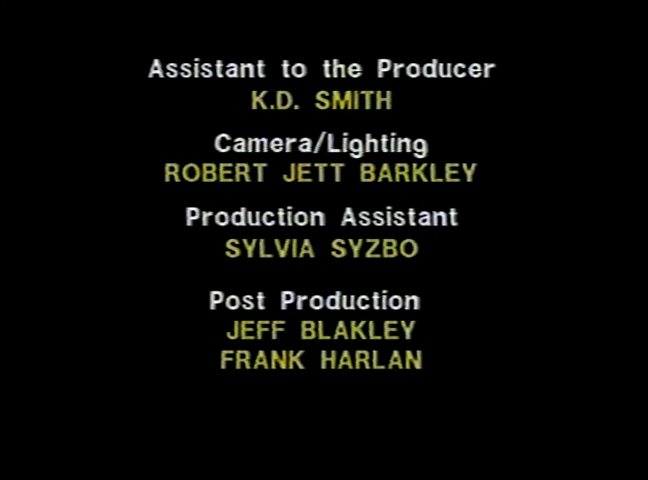 Assistant to the Producer
K.D. SMITH
Camera/Lighting
ROBERT JETT BARKLEY
Production Assistant
SYLVIA SYZBO
Post Production
JEFF BLAKLEY
FRANK HARLAN